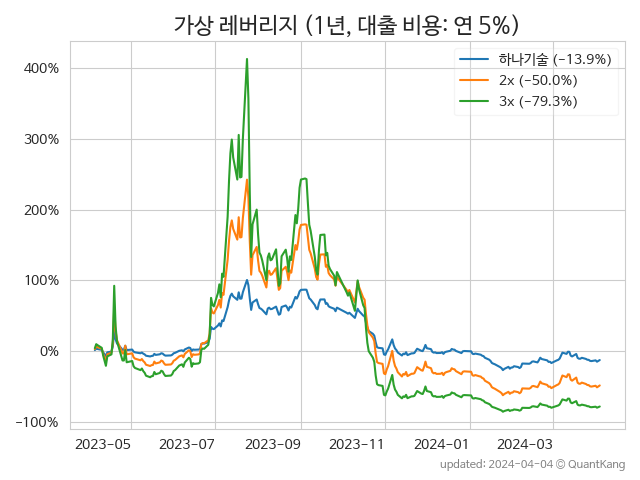 가상 레버리지 (1년, 대출 비용: 연 5%)
하나기술 (−13.9%)
2x (−50.0%)
3x (−79.3%)
400%
300%
200%
100%
0%
−100%
2023-05 2023-07 2023-09 2023-11 2024-01 2024-03
updated: 2024-04-04 © QuantKang